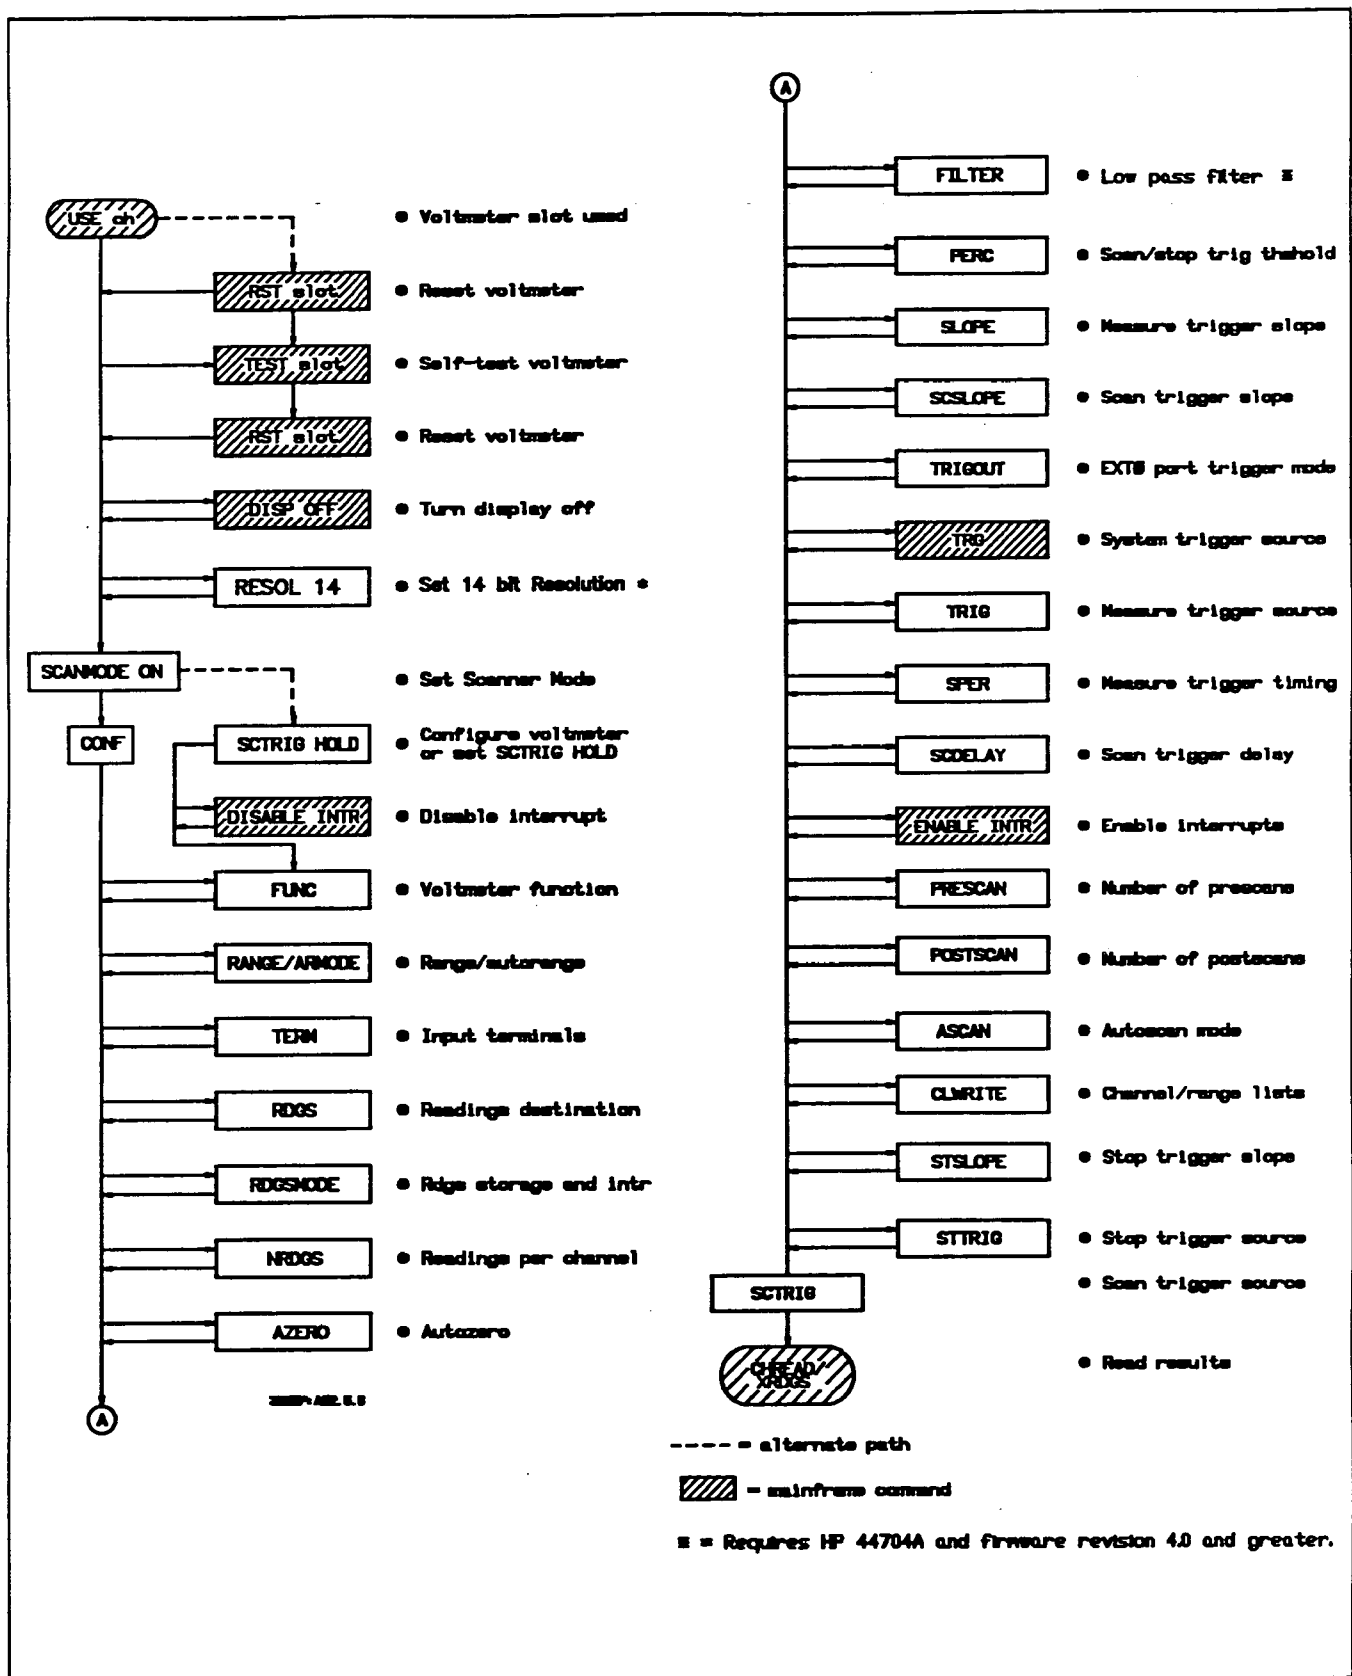 USE ch
● Voltmeter slot used
RST slot
● Reset voltmeter
TEST slot
● Self-test voltmeter
RST slot
● Reset voltmeter
DISP OFF
● Turn display off
RESOL 14
● Set 14 bit Resolution *
SCANMODE ON
● Set Scanner Mode
CONF
SCTRIG HOLD
● Configure voltmeter
or set SCTRIG HOLD
DISABLE INTR
● Disable interrupt
FUNC
● Voltmeter function
RANGE/ARMODE
● Range/autorange
TERM
● Input terminals
RDGS
● Readings destination
RDGSMODE
● Rdgs storage and intr
NRDGS
● Readings per channel
AZERO
● Autozero
A
A
FILTER
● Low pass filter *
PERC
● Scan/stop trig thshold
SLOPE
● Measure trigger slope
SCSLOPE
● Scan trigger slope
TRIGOUT
● EXT0 port trigger mode
TRG
● System trigger source
TRIG
● Measure trigger source
SPER
● Measure trigger timing
SCDELAY
● Scan trigger delay
ENABLE INTR
● Enable interrupts
PRESCAN
● Number of prescans
POSTSCAN
● Number of postscans
ASCAN
● Autoscan mode
CLWRITE
● Channel/range lists
STSLOPE
● Stop trigger slope
STTRIG
● Stop trigger source
SCTRIG
● Scan trigger source
CHREAD/
XRDGS
● Read results
---- = alternate path
= mainframe command
* = Requires HP 44704A and firmware revision 4.0 and greater.